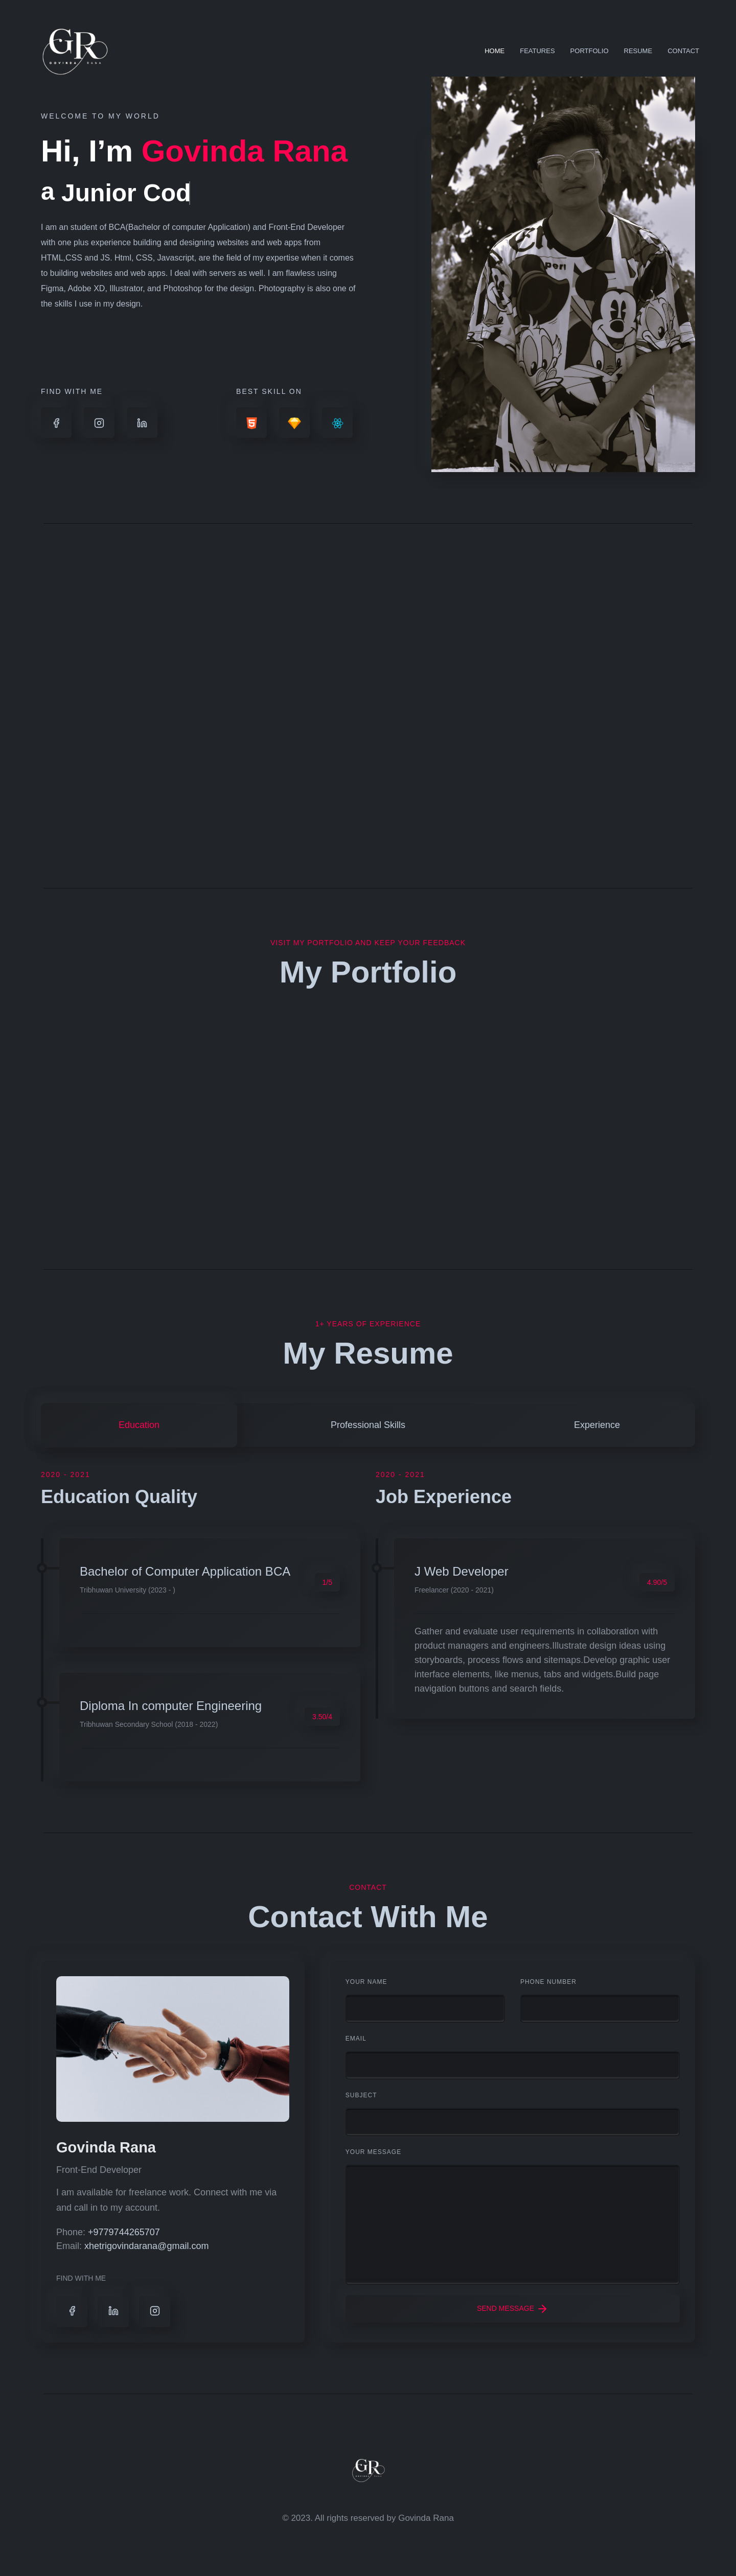 GR
GOVINDA RANA
HOME FEATURES PORTFOLIO RESUME CONTACT
WELCOME TO MY WORLD
Hi, I’m Govinda Rana
a Junior Cod
I am an student of BCA(Bachelor of computer Application) and Front-End Developer
with one plus experience building and designing websites and web apps from
HTML,CSS and JS. Html, CSS, Javascript, are the field of my expertise when it comes
to building websites and web apps. I deal with servers as well. I am flawless using
Figma, Adobe XD, Illustrator, and Photoshop for the design. Photography is also one of
the skills I use in my design.
FIND WITH ME
BEST SKILL ON
VISIT MY PORTFOLIO AND KEEP YOUR FEEDBACK
My Portfolio
1+ YEARS OF EXPERIENCE
My Resume
Education
Professional Skills
Experience
2020 - 2021
Education Quality
Bachelor of Computer Application BCA
Tribhuwan University (2023 - )
1/5
Diploma In computer Engineering
Tribhuwan Secondary School (2018 - 2022)
3.50/4
2020 - 2021
Job Experience
J Web Developer
Freelancer (2020 - 2021)
4.90/5
Gather and evaluate user requirements in collaboration with
product managers and engineers.Illustrate design ideas using
storyboards, process flows and sitemaps.Develop graphic user
interface elements, like menus, tabs and widgets.Build page
navigation buttons and search fields.
CONTACT
Contact With Me
Govinda Rana
Front-End Developer
I am available for freelance work. Connect with me via
and call in to my account.
Phone: +9779744265707
Email: xhetrigovindarana@gmail.com
FIND WITH ME
YOUR NAME
PHONE NUMBER
EMAIL
SUBJECT
YOUR MESSAGE
SEND MESSAGE
GR
© 2023. All rights reserved by Govinda Rana